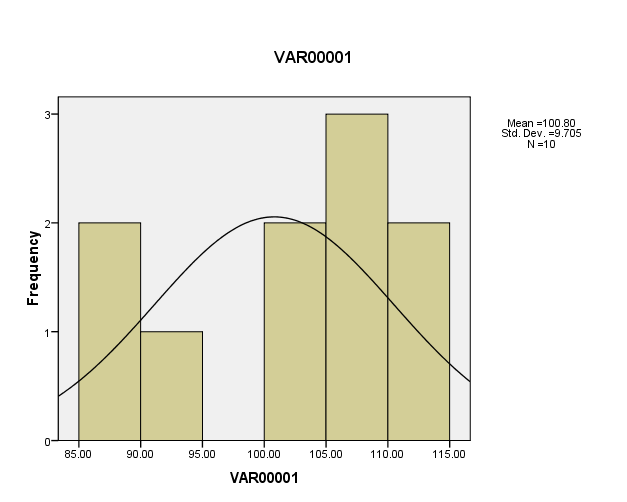 VAR00001
Mean =100.80
Std. Dev. =9.705
N =10
Frequency
3
2
1
0
85.00 90.00 95.00 100.00 105.00 110.00 115.00
VAR00001